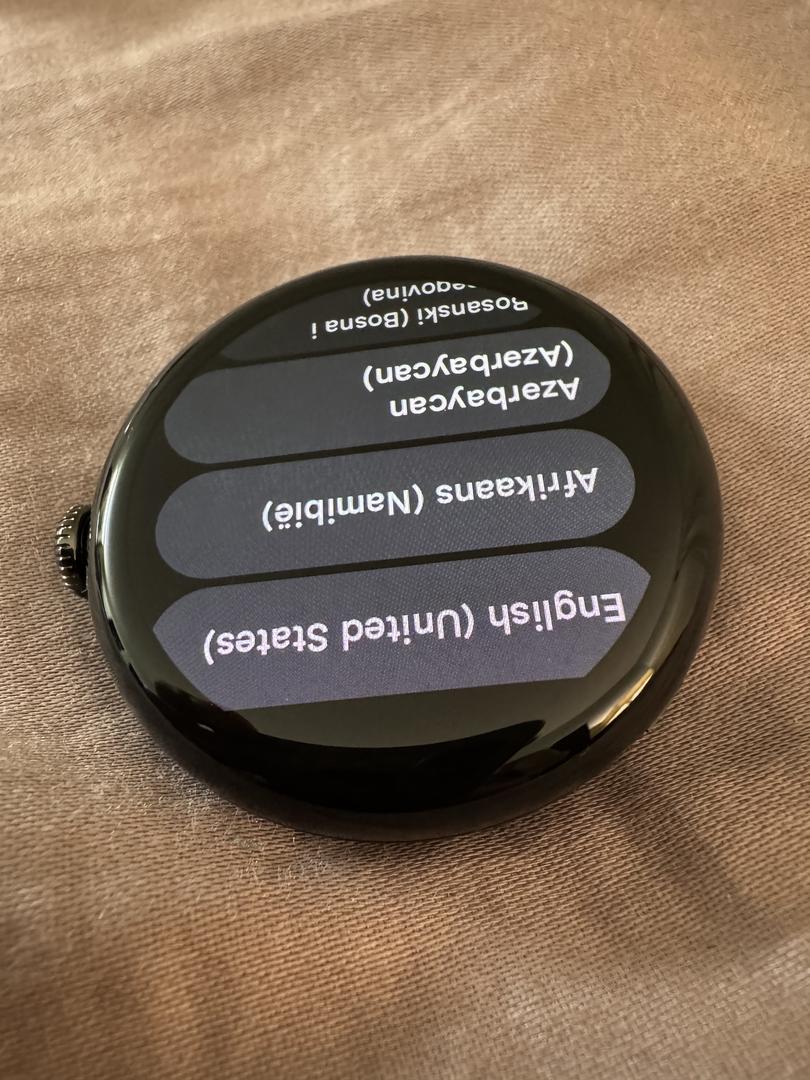 English (United States)
Afrikaans (Namibië)
Azərbaycan
(Azərbaycan)
Bosanski (Bosna i